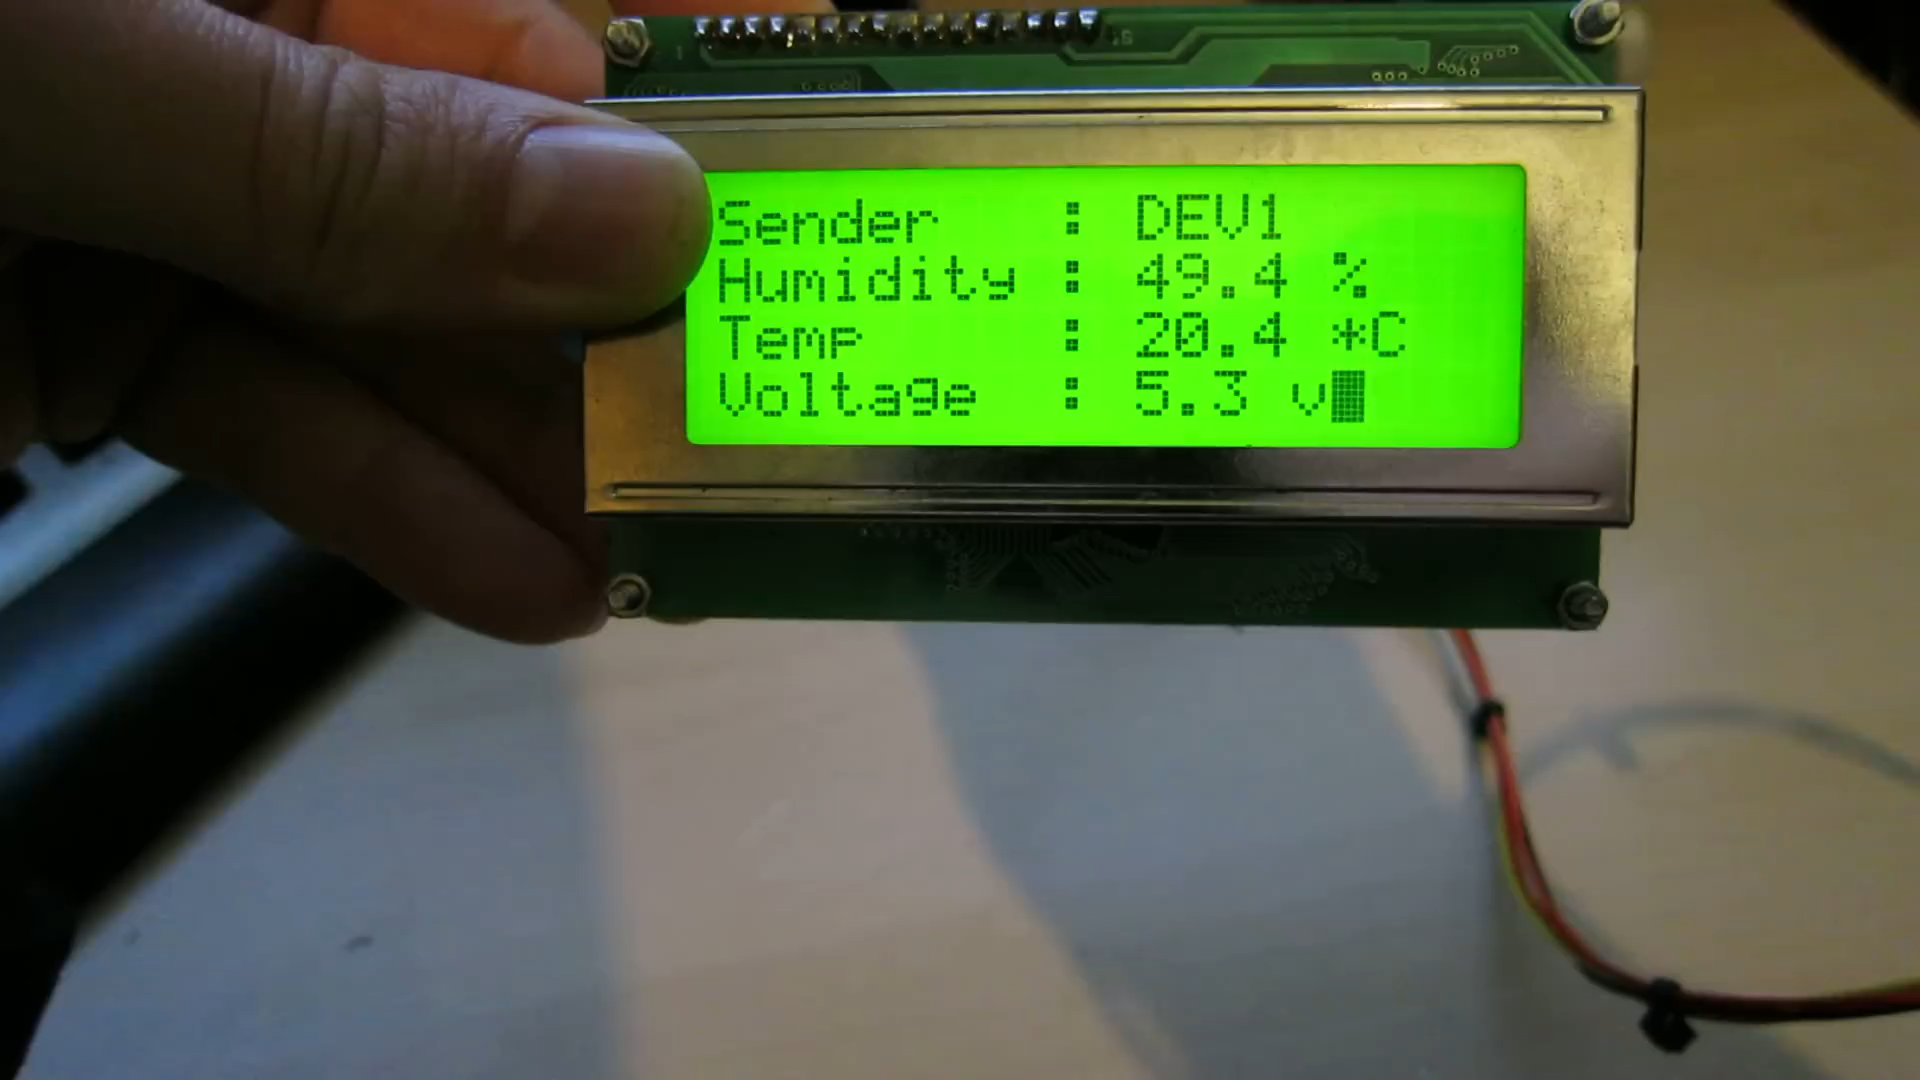 Sender : DEV1
Humidity : 49.4 %
Temp : 20.4 *C
Voltage : 5.3 v